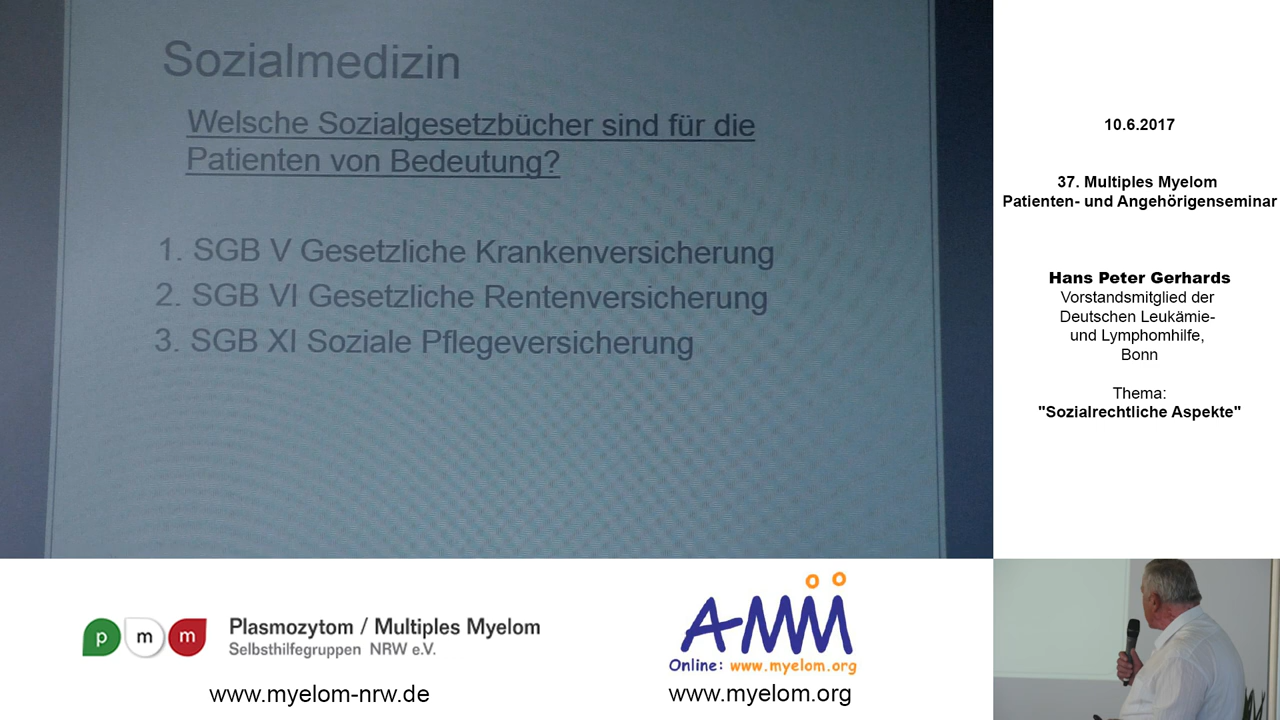 Sozialmedizin
Welsche Sozialgesetzbücher sind für die
Patienten von Bedeutung?
1. SGB V Gesetzliche Krankenversicherung
2. SGB VI Gesetzliche Rentenversicherung
3. SGB XI Soziale Pflegeversicherung
10.6.2017
37. Multiples Myelom
Patienten- und Angehörigenseminar
Hans Peter Gerhards
Vorstandsmitglied der
Deutschen Leukämie-
und Lymphomhilfe,
Bonn
Thema:
"Sozialrechtliche Aspekte"
p m m
Plasmozytom / Multiples Myelom
Selbsthilfegruppen NRW e.V.
www.myelom-nrw.de
AMM
Online: www.myelom.org
www.myelom.org